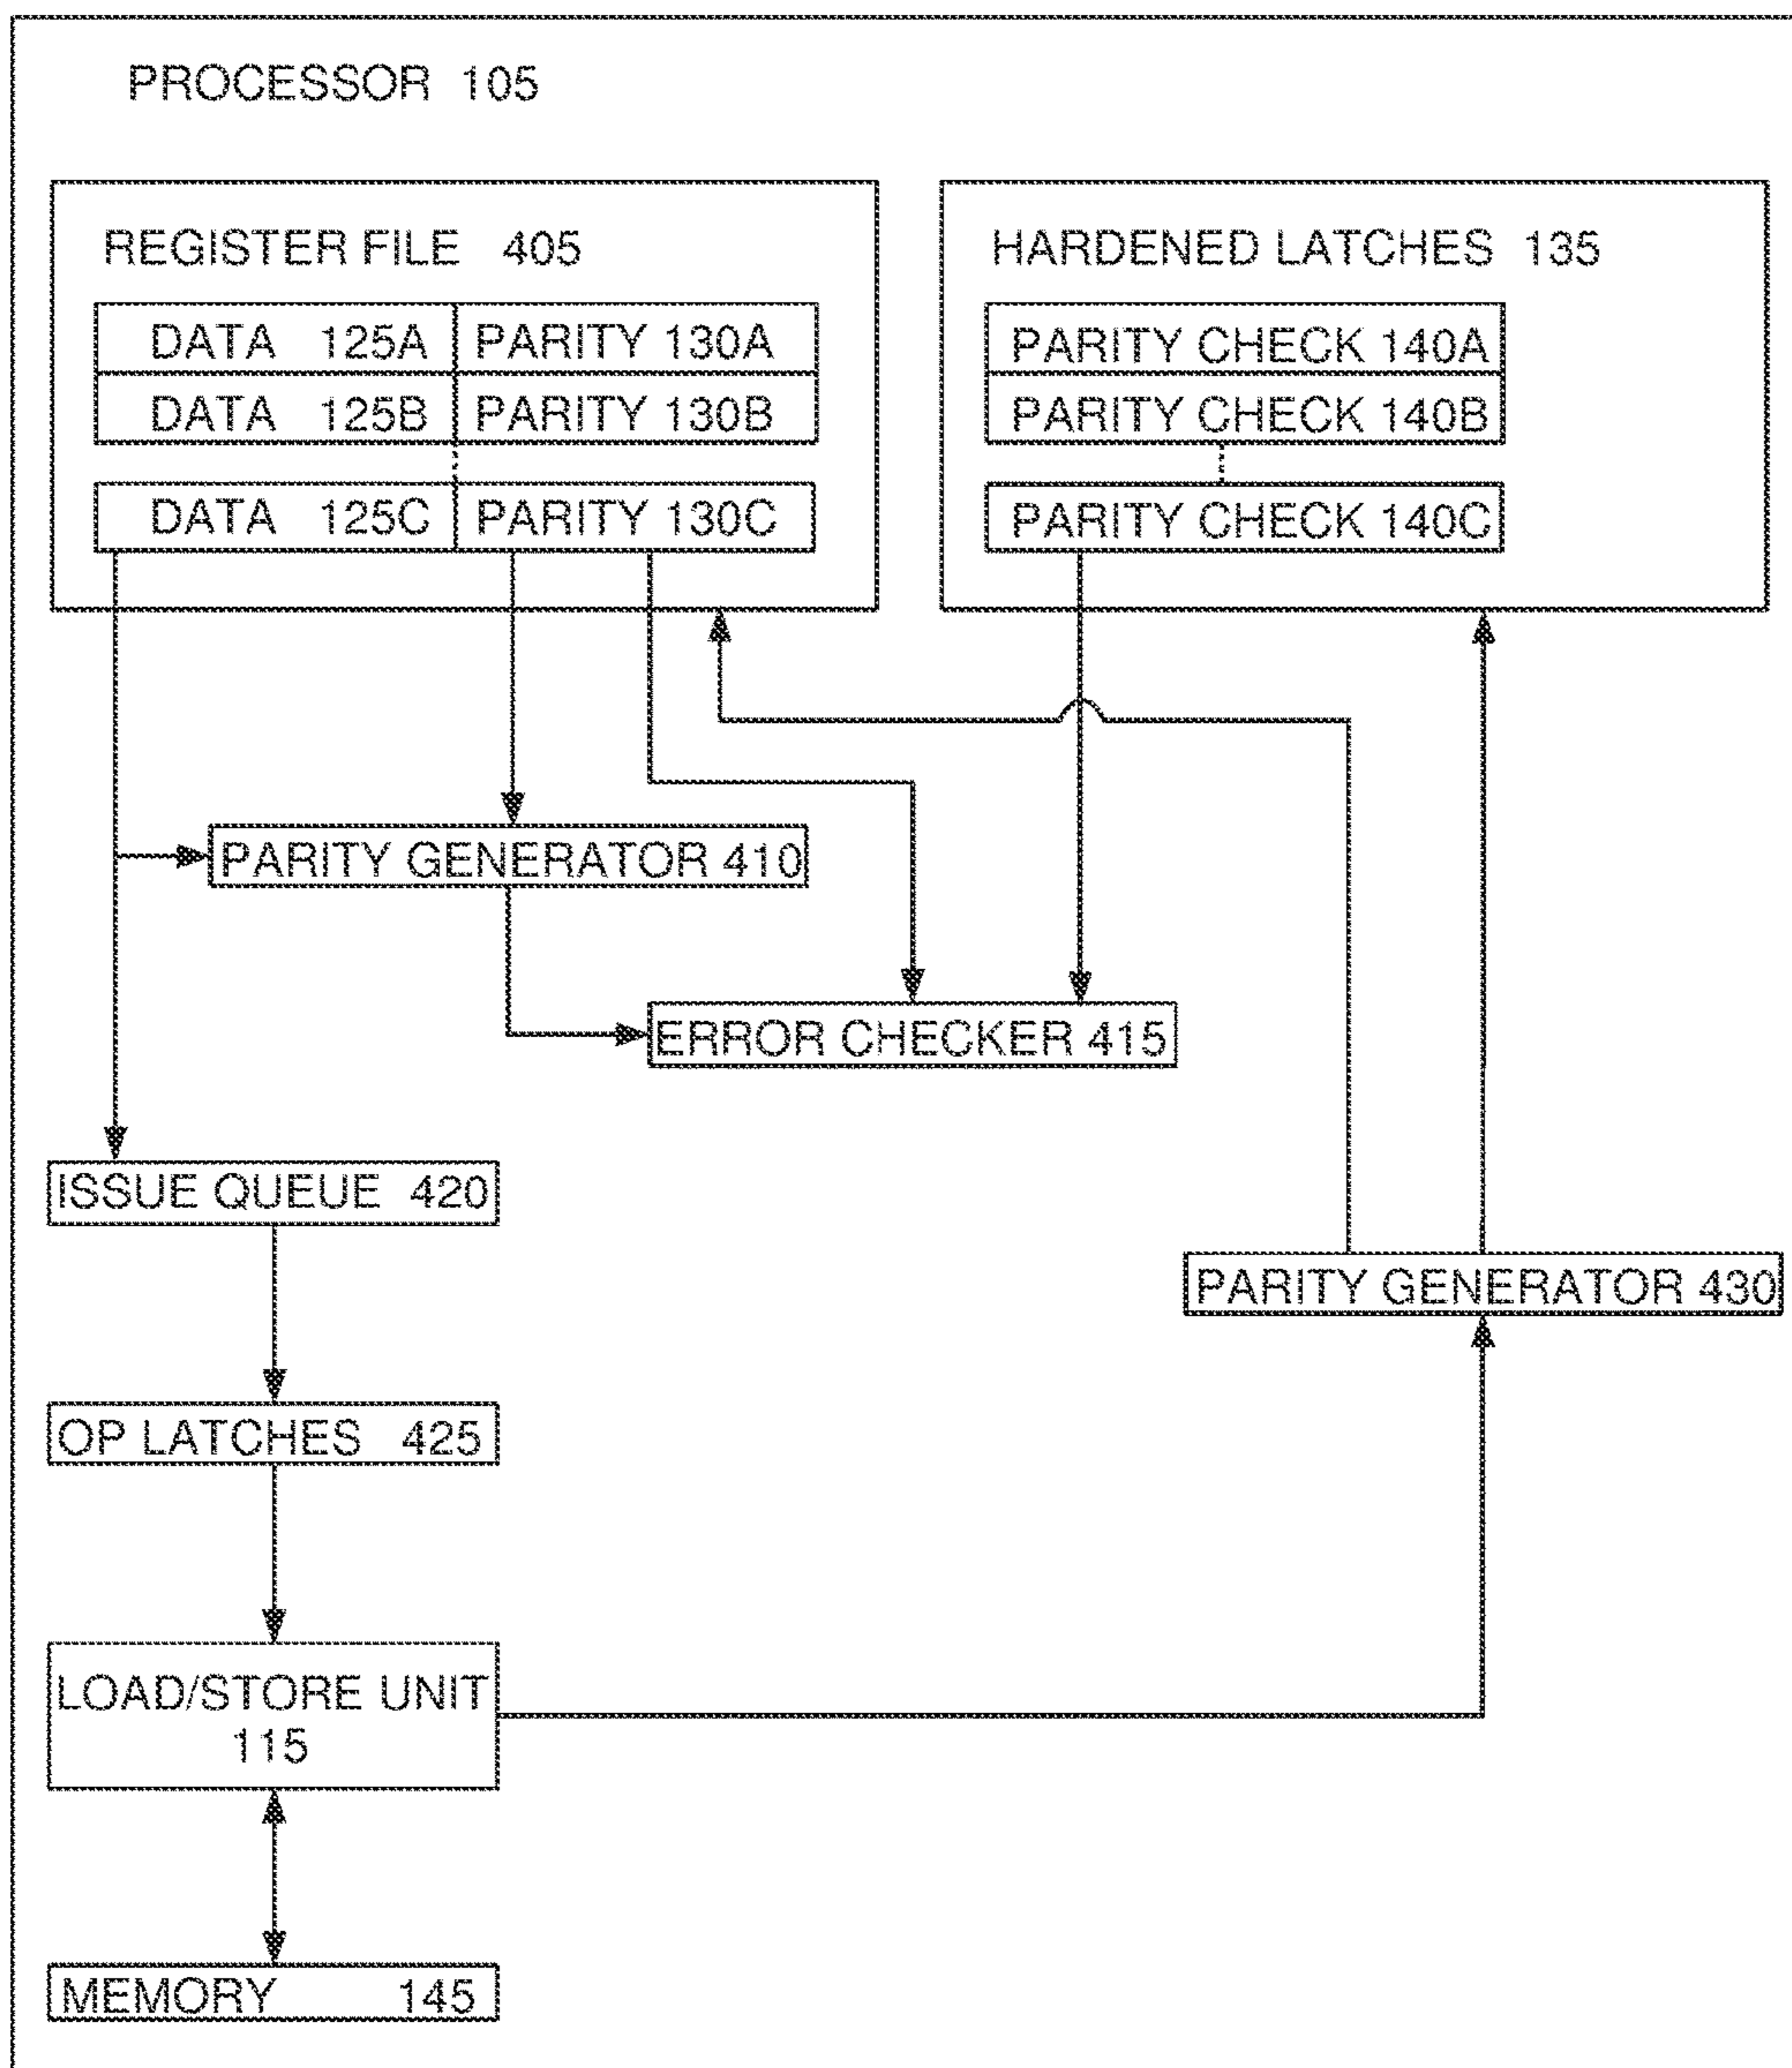 PROCESSOR 105
REGISTER FILE 405
DATA 125A PARITY 130A
DATA 125B PARITY 130B
DATA 125C PARITY 130C
HARDENED LATCHES 135
PARITY CHECK 140A
PARITY CHECK 140B
PARITY CHECK 140C
PARITY GENERATOR 410
ERROR CHECKER 415
ISSUE QUEUE 420
PARITY GENERATOR 430
OP LATCHES 425
LOAD/STORE UNIT
115
MEMORY 145